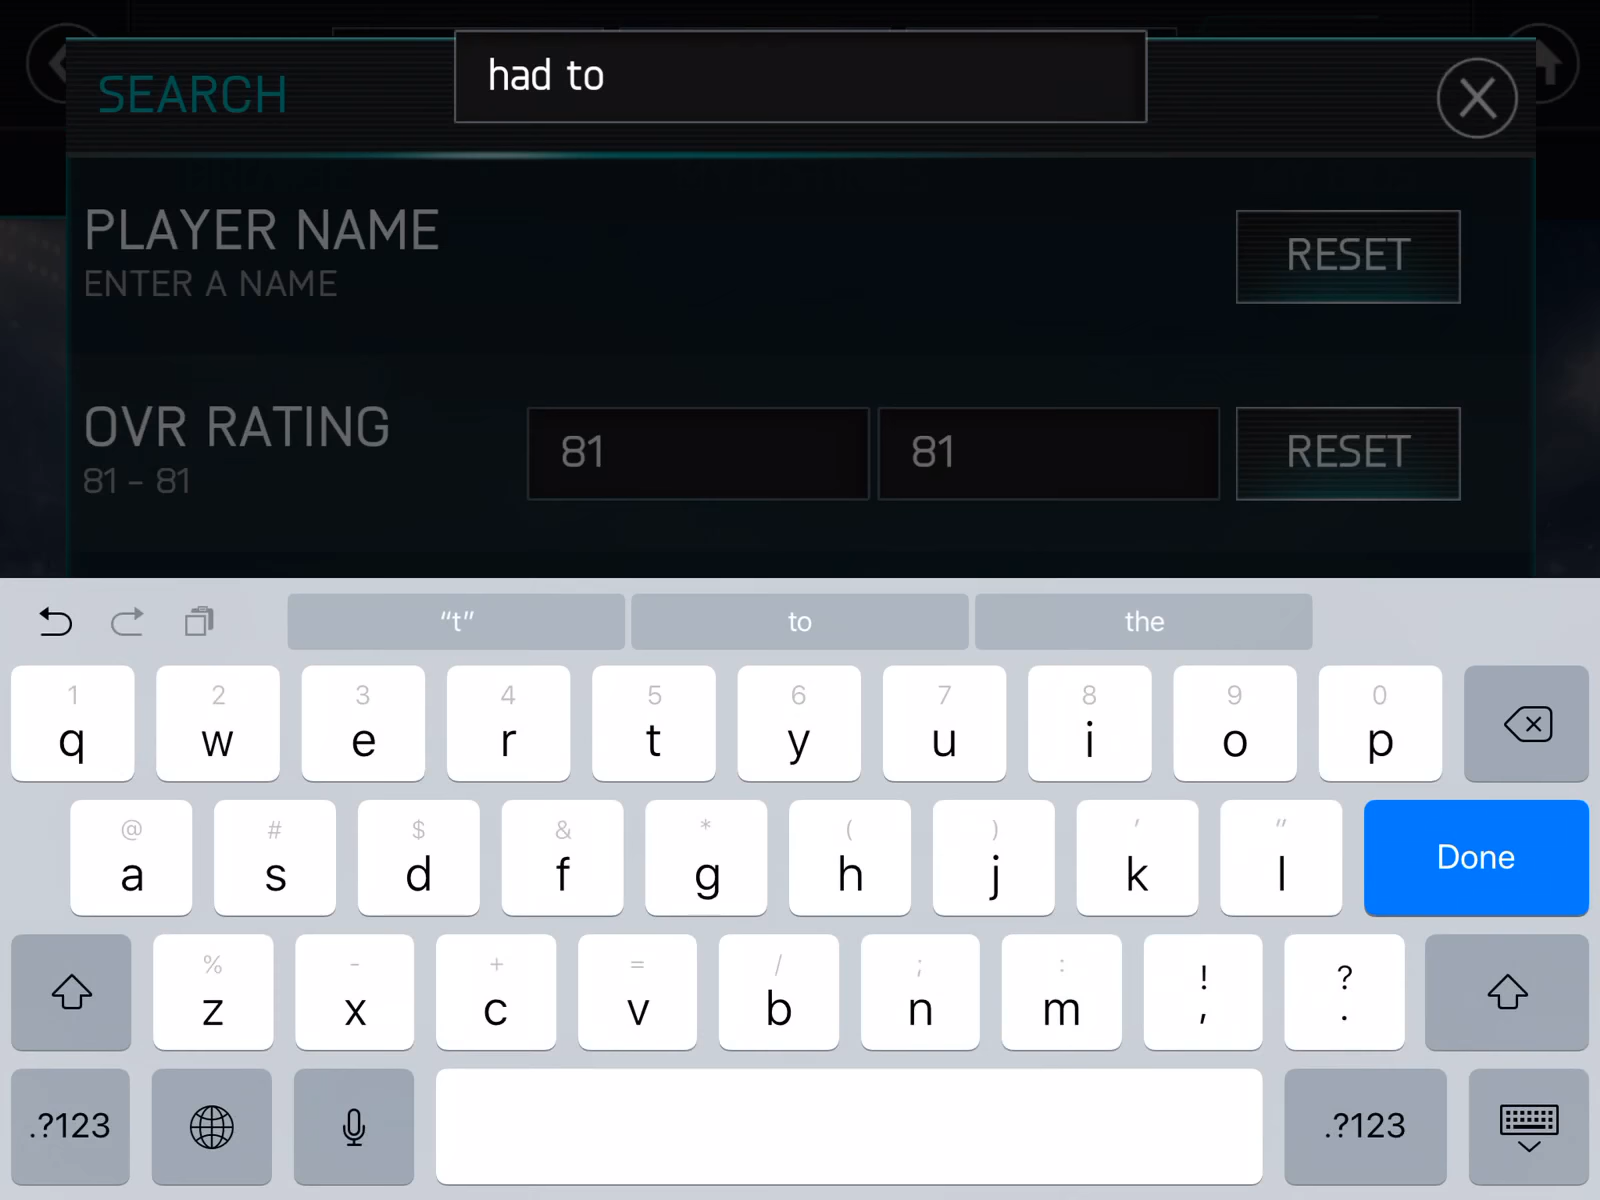 had to
SEARCH
PLAYER NAME
ENTER A NAME
RESET
OVR RATING
81 - 81
81
81
RESET
"t"
to
the
1 2 3 4 5 6 7 8 9 0
q w e r t y u i o p
@ # $ & * ( ) ' "
a s d f g h j k l
Done
% - + = / ; : ! ?
z x c v b n m , .
.?123
.?123